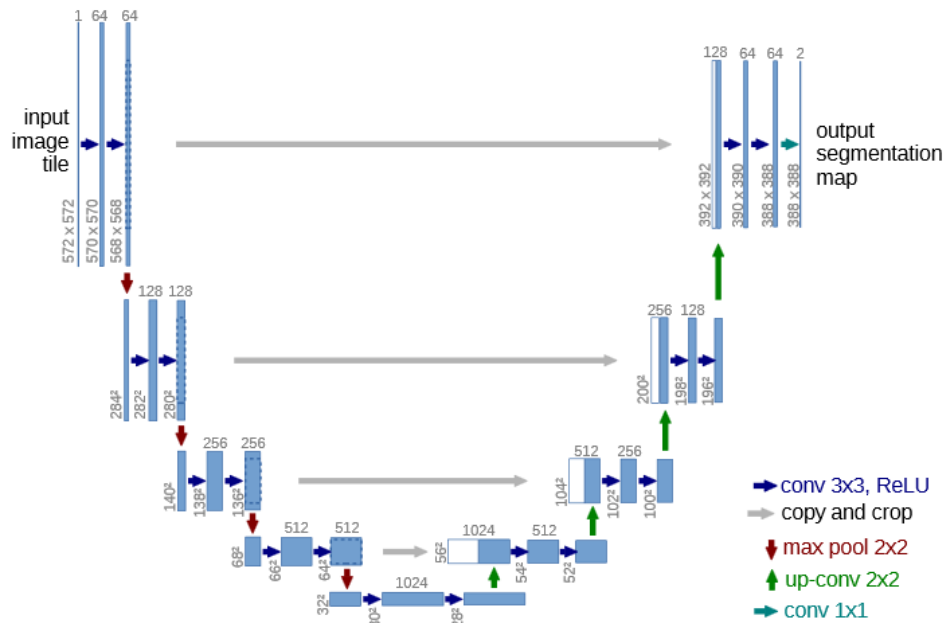 1 64 64
128 64 64 2
input
image
tile
output
segmentation
map
572 x 572
570 x 570
568 x 568
392 x 392
390 x 390
388 x 388
388 x 388
128 128
256 128
284²
282²
280²
200²
198²
196²
256 256
512 256
140²
138²
136²
104²
102²
100²
512 512
1024 512
68²
66²
64²
56²
54²
52²
1024
32²
conv 3x3, ReLU
copy and crop
max pool 2x2
up-conv 2x2
conv 1x1